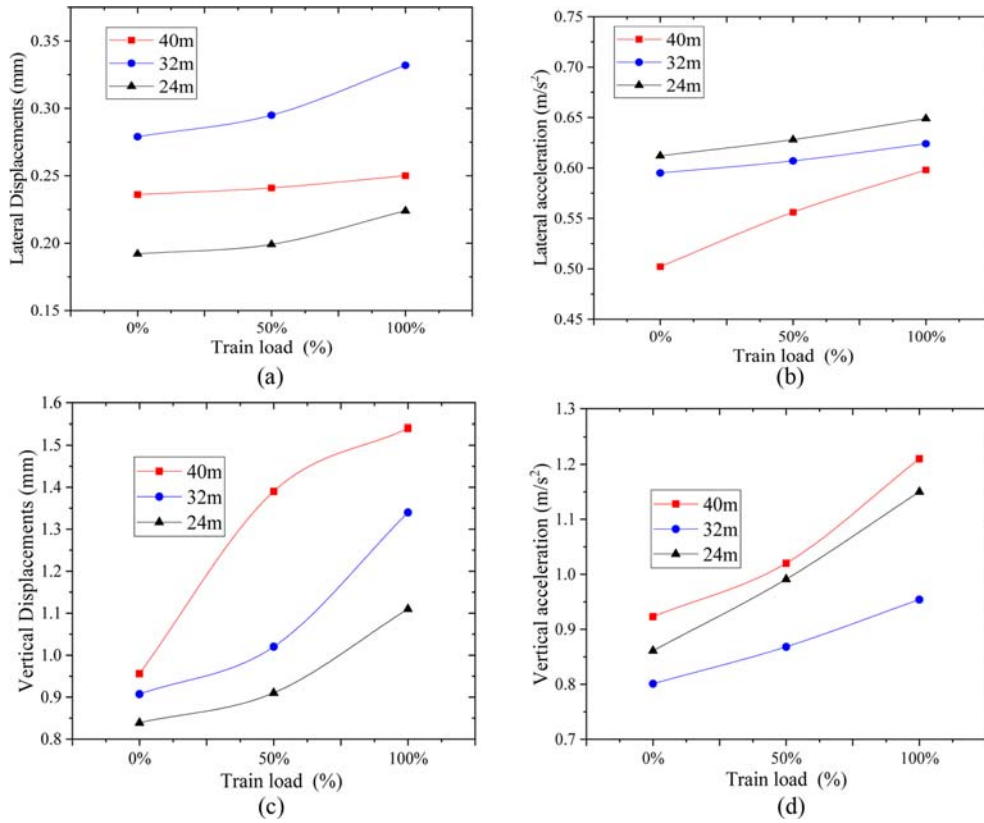 Lateral Displacements (mm)
0.35
0.30
0.25
0.20
0.15
40m
32m
24m
0%
50%
100%
Train load (%)
(a)
Lateral acceleration (m/s²)
0.75
0.70
0.65
0.60
0.55
0.50
0.45
40m
32m
24m
0%
50%
100%
Train load (%)
(b)
Vertical Displacements (mm)
1.6
1.5
1.4
1.3
1.2
1.1
1.0
0.9
0.8
40m
32m
24m
0%
50%
100%
Train load (%)
(c)
Vertical acceleration (m/s²)
1.3
1.2
1.1
1.0
0.9
0.8
0.7
40m
32m
24m
0%
50%
100%
Train load (%)
(d)